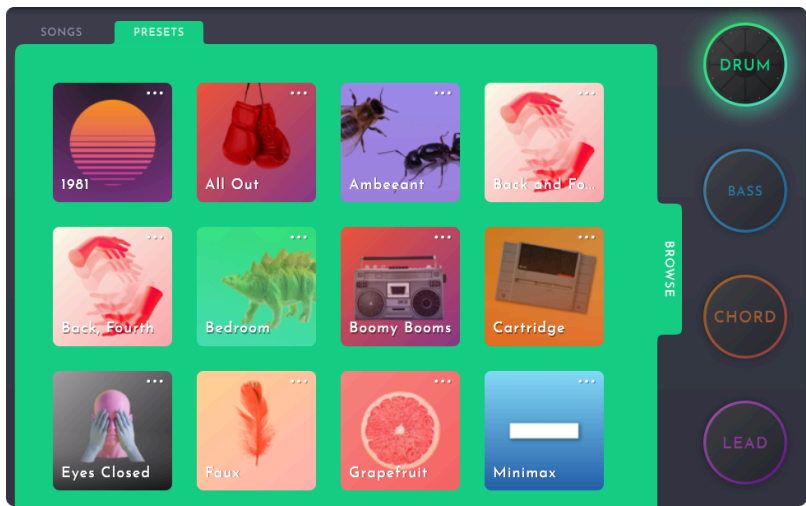 SONGS
PRESETS
1981
All Out
Ambeeant
Back and Fo...
Back, Fourth
Bedroom
Boomy Booms
Cartridge
Eyes Closed
Faux
Grapefruit
Minimax
BROWSE
DRUM
BASS
CHORD
LEAD